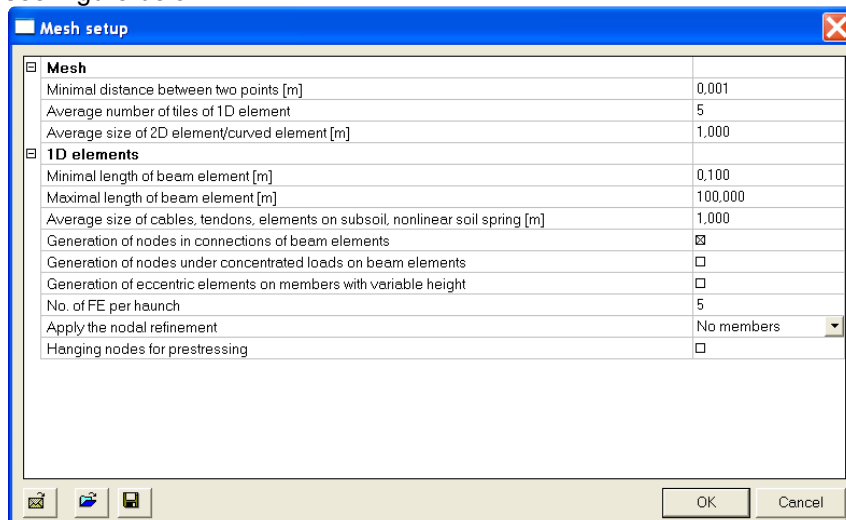 Mesh setup
Mesh
Minimal distance between two points [m] 0,001
Average number of tiles of 1D element 5
Average size of 2D element/curved element [m] 1,000
1D elements
Minimal length of beam element [m] 0,100
Maximal length of beam element [m] 100,000
Average size of cables, tendons, elements on subsoil, nonlinear soil spring [m] 1,000
Generation of nodes in connections of beam elements
Generation of nodes under concentrated loads on beam elements
Generation of eccentric elements on members with variable height
No. of FE per haunch 5
Apply the nodal refinement No members
Hanging nodes for prestressing
OK Cancel